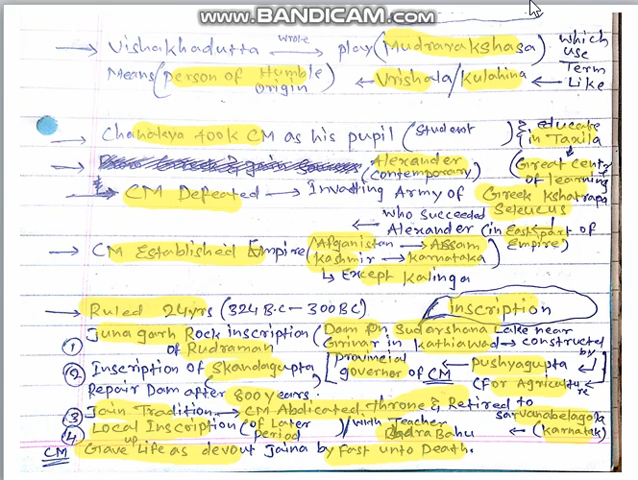 WWW.BANDICAM.COM
→ Vishakhadutta wrote → play (Mudrarakshasa) which use Term Like
Means (person of Humble Origin) ← Vrishala/Kulahina ←
→ Chanakya took CM as his pupil (Student) & educate in Taxila
Alexander contemporary) (Great centre of learning
→ CM Defeated → Invading Army of Greek Kshatrapa Seleucus
← who succeeded Alexander (in East part of Empire)
→ CM Established Empire (Afganistan → Assam
Kashmir → Karnataka)
↳ Except Kalinga
→ Ruled 24yrs (324 B.C – 300 BC) inscription
① Junagarh Rock inscription of Rudraman (Dam on Sudarshana Lake near Girivar in Kathiawad → constructed by
② Inscription of Skandagupta [provincial governor of CM ← pushyagupta ←
Repair Dam after 800 years. (For Agriculture
③ Jain Tradition → CM Abdicated throne & Retired to Sarvanabelagola
④ Local Inscription (of Later period) / with Teacher Badra Bahu ← (Karnatak)
CM Gave up Life as devout Jaina by Fast unto Death.